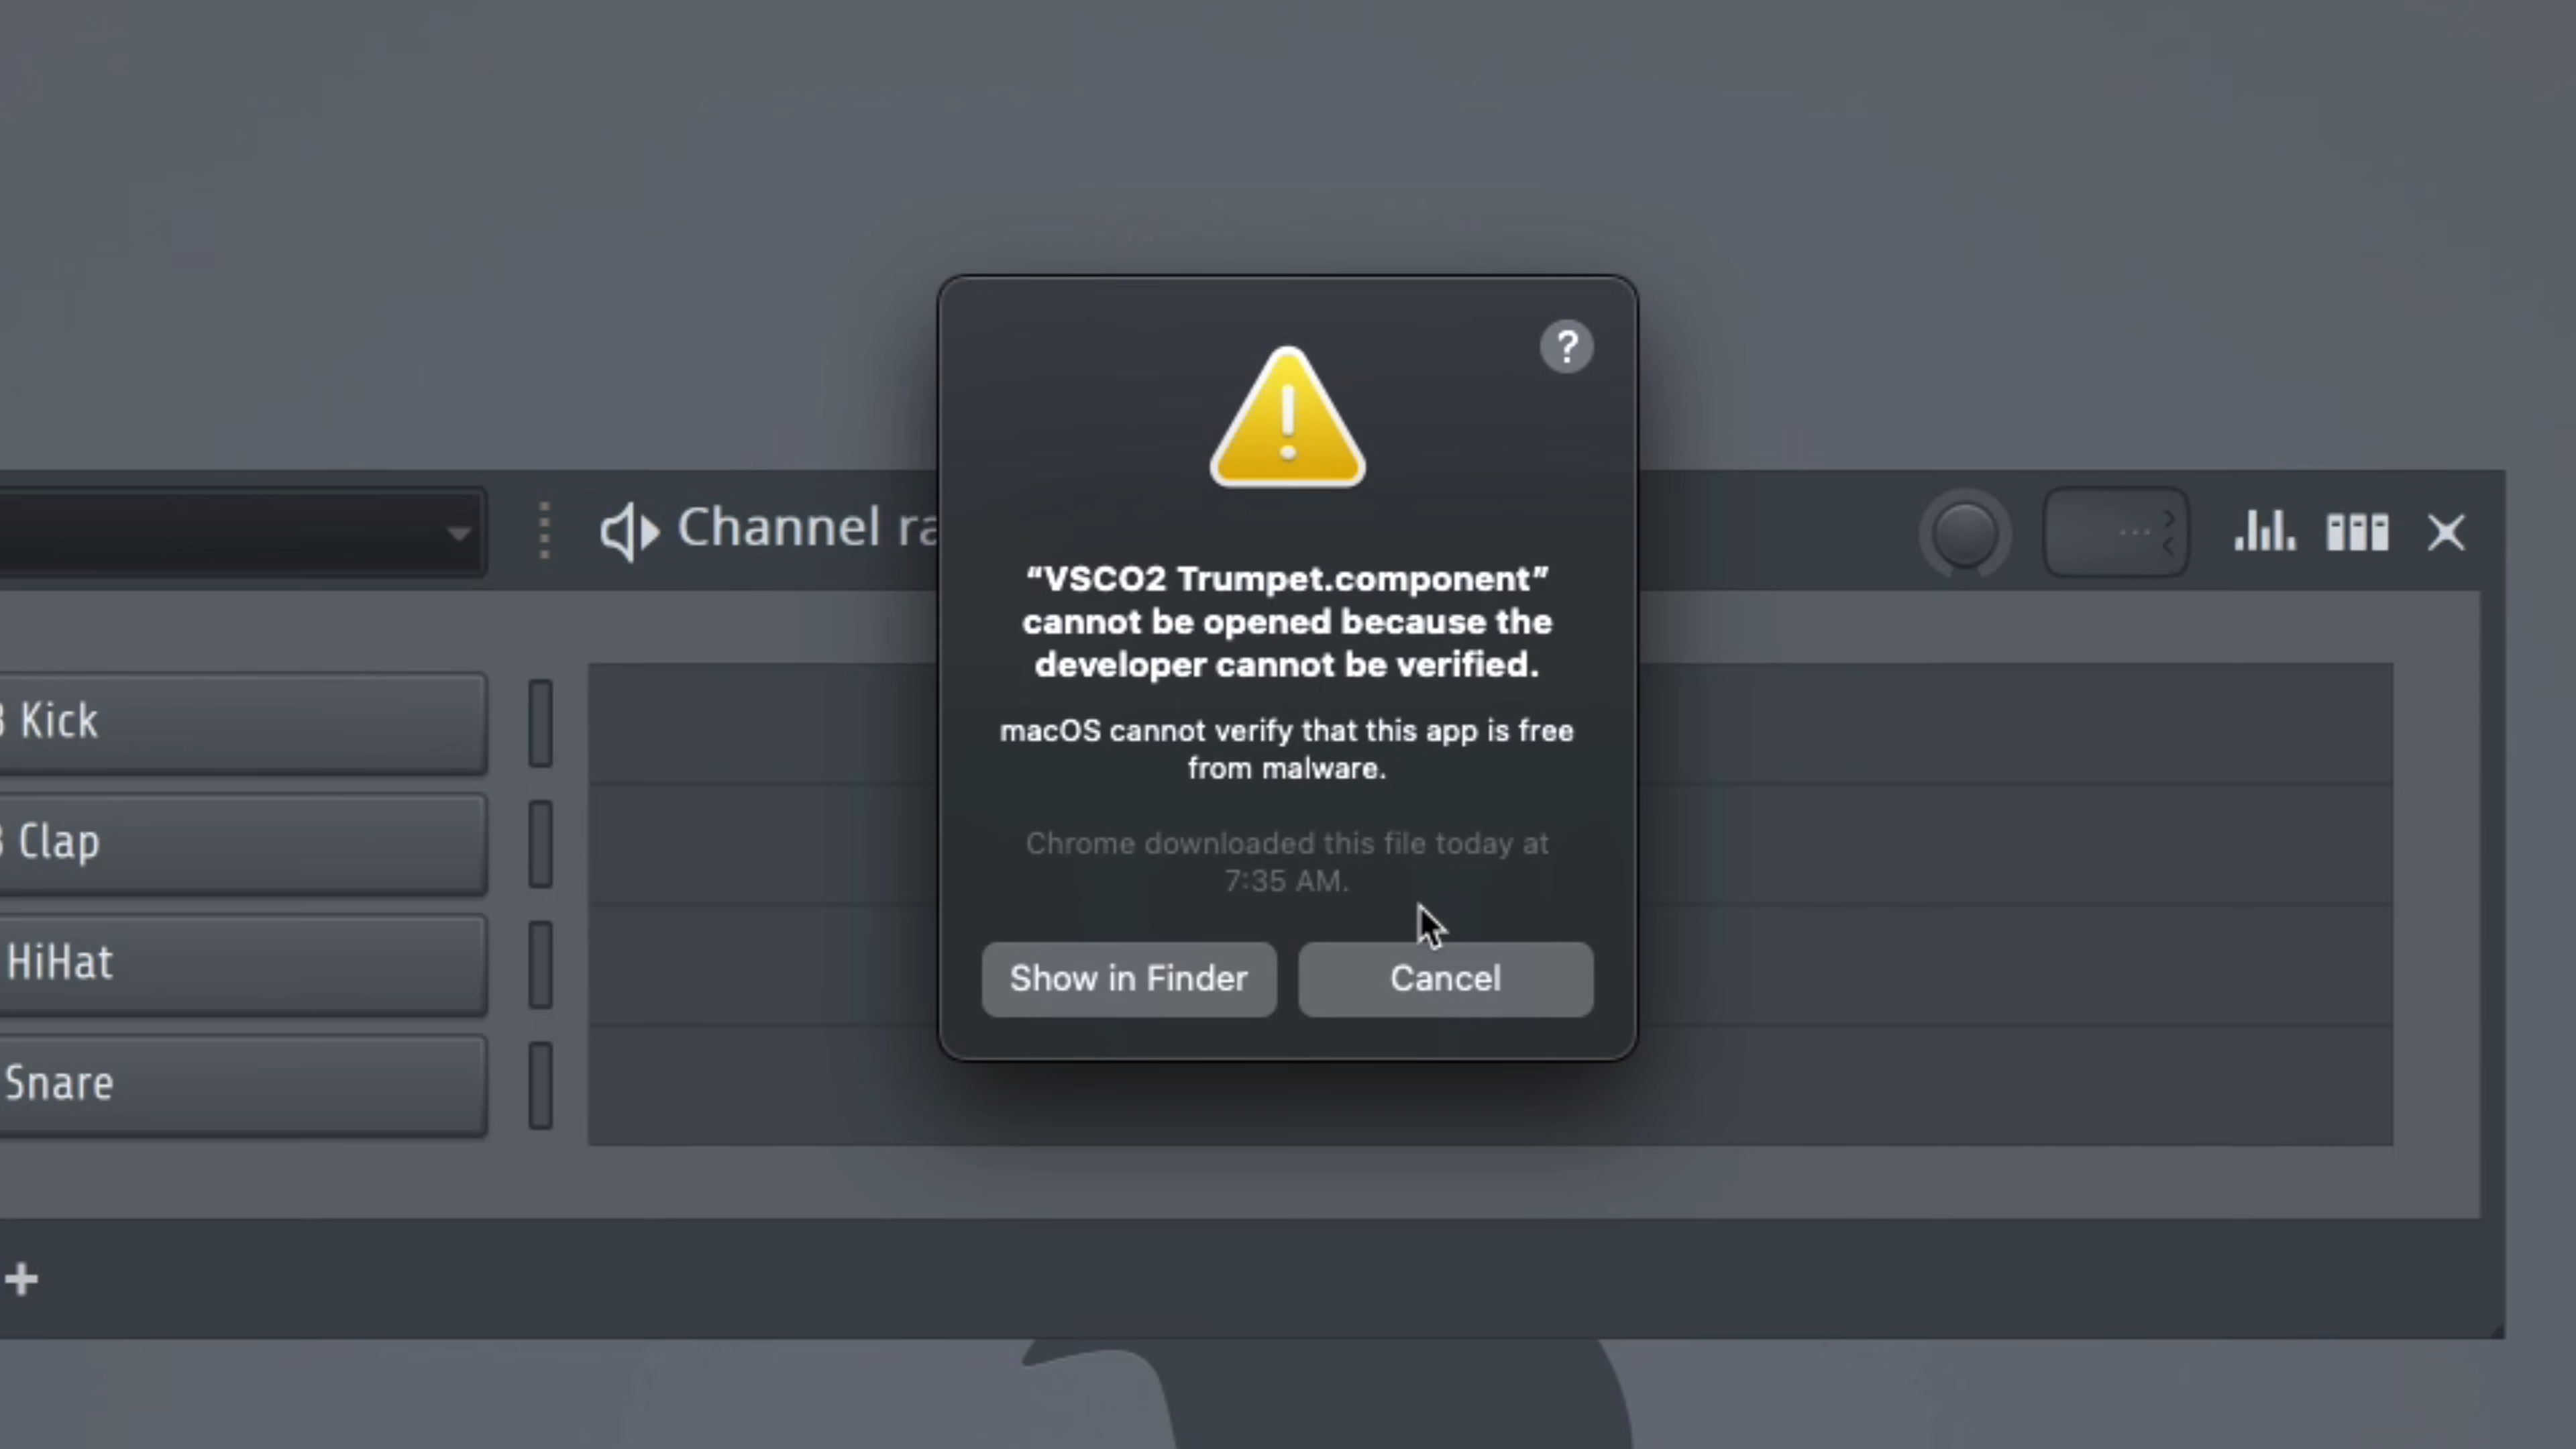 ?
Channel ra
“VSCO2 Trumpet.component”
cannot be opened because the
developer cannot be verified.
macOS cannot verify that this app is free
from malware.
Chrome downloaded this file today at
7:35 AM.
Show in Finder
Cancel
Kick
Clap
HiHat
Snare